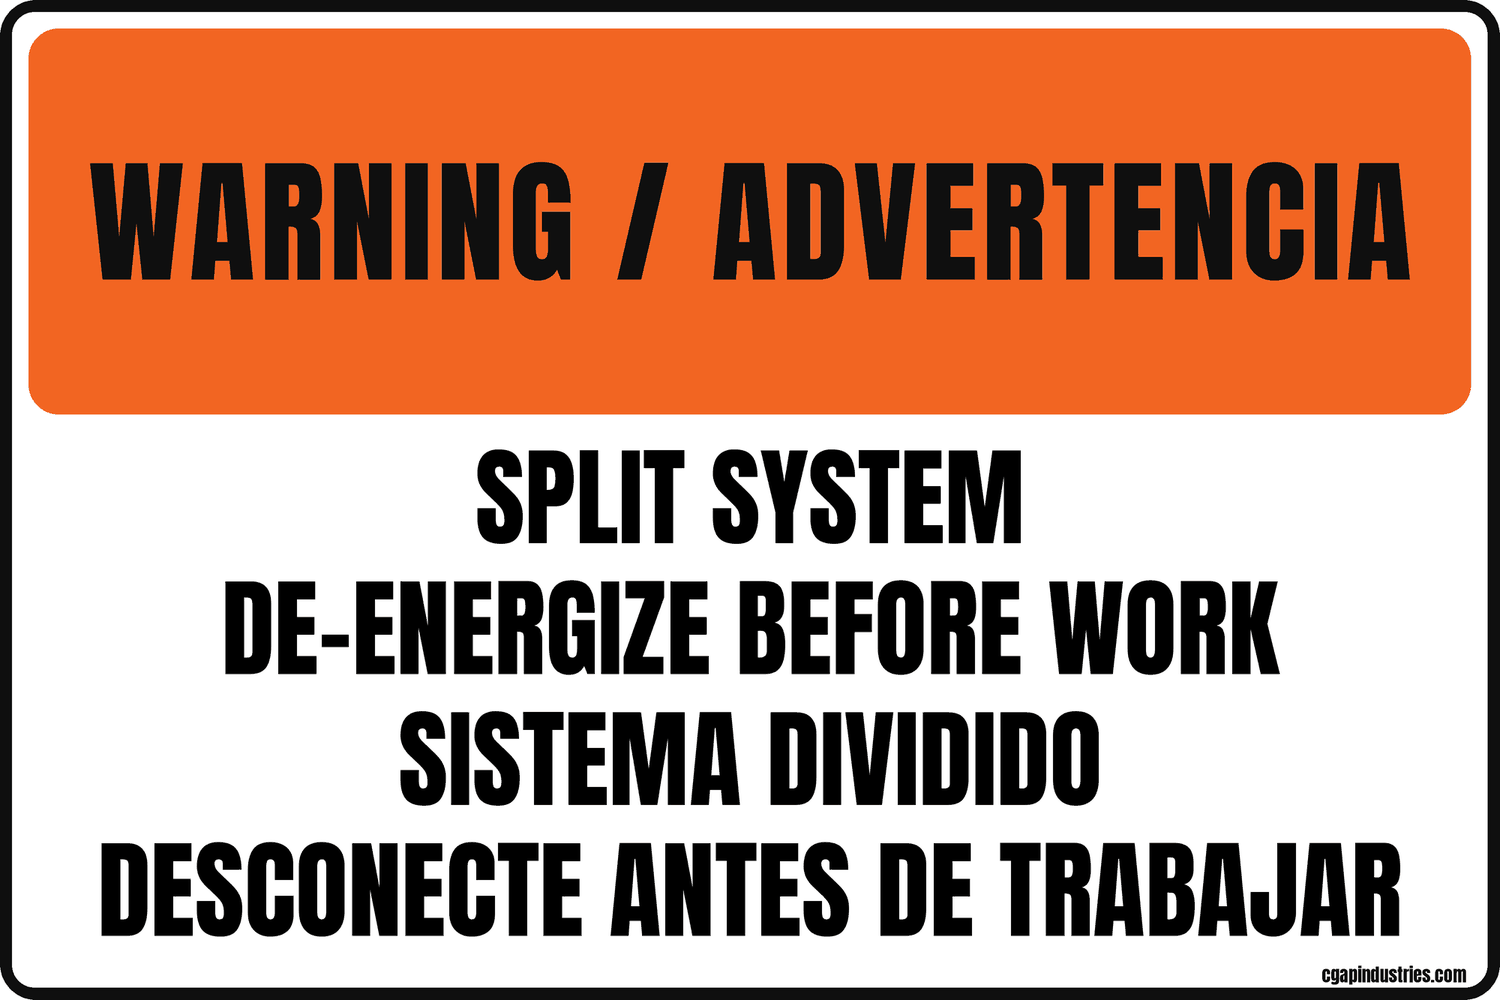 WARNING / ADVERTENCIA
SPLIT SYSTEM
DE-ENERGIZE BEFORE WORK
SISTEMA DIVIDIDO
DESCONECTE ANTES DE TRABAJAR
cgapindustries.com